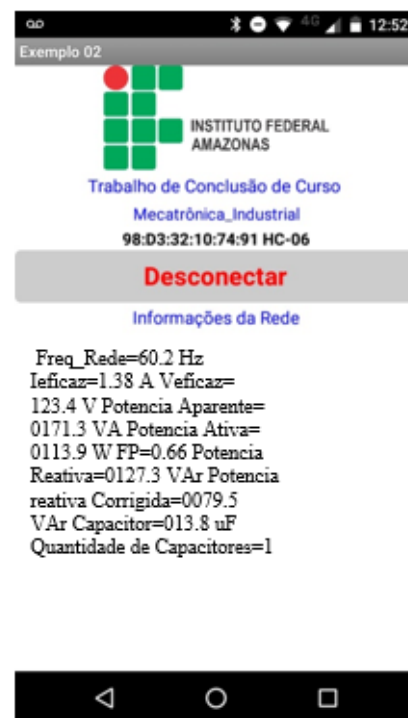 4G 12:52
Exemplo 02
INSTITUTO FEDERAL
AMAZONAS
Trabalho de Conclusão de Curso
Mecatrônica_Industrial
98:D3:32:10:74:91 HC-06
Desconectar
Informações da Rede
Freq_Rede=60.2 Hz
Ieficaz=1.38 A Veficaz=
123.4 V Potencia Aparente=
0171.3 VA Potencia Ativa=
0113.9 W FP=0.66 Potencia
Reativa=0127.3 VAr Potencia
reativa Corrigida=0079.5
VAr Capacitor=013.8 uF
Quantidade de Capacitores=1